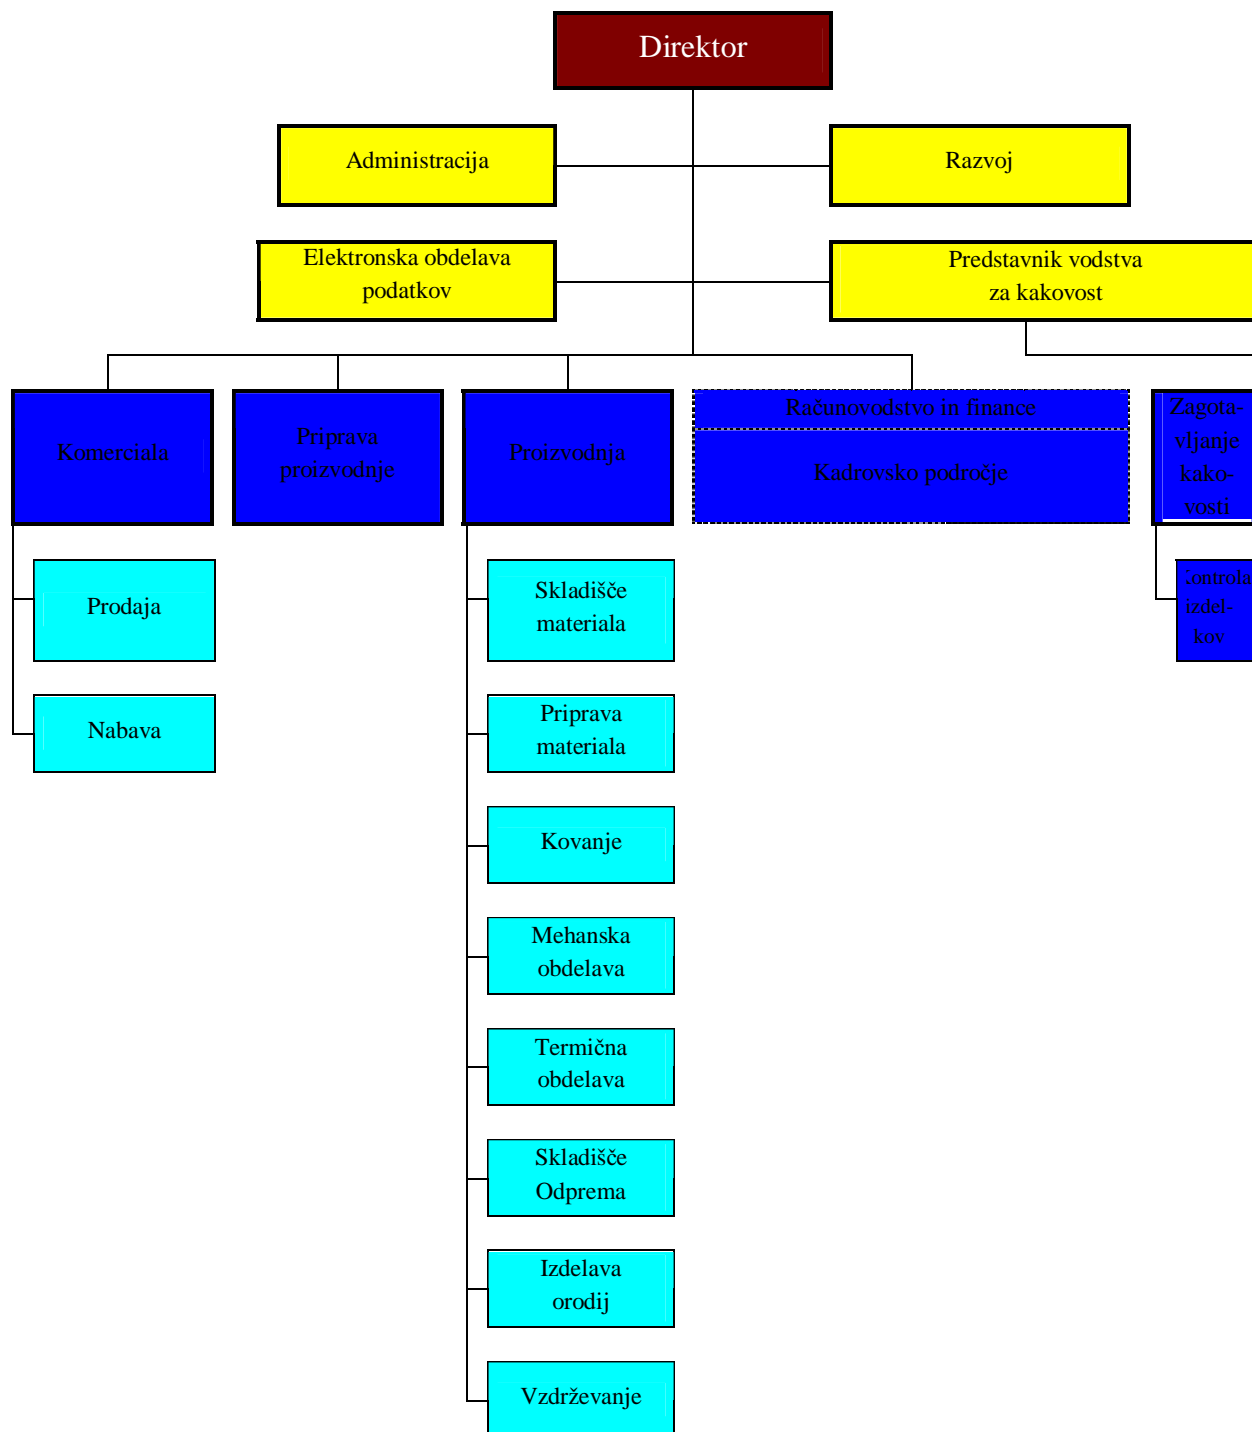 Direktor
Administracija
Razvoj
Elektronska obdelava
podatkov
Predstavnik vodstva
za kakovost
Komerciala
Priprava
proizvodnje
Proizvodnja
Računovodstvo in finance
Kadrovsko področje
Zagota-
vljanje
kako-
vosti
Prodaja
Nabava
Skladišče
materiala
Priprava
materiala
Kovanje
Mehanska
obdelava
Termična
obdelava
Skladišče
Odprema
Izdelava
orodij
Vzdrževanje
Kontrola
izdel-
kov